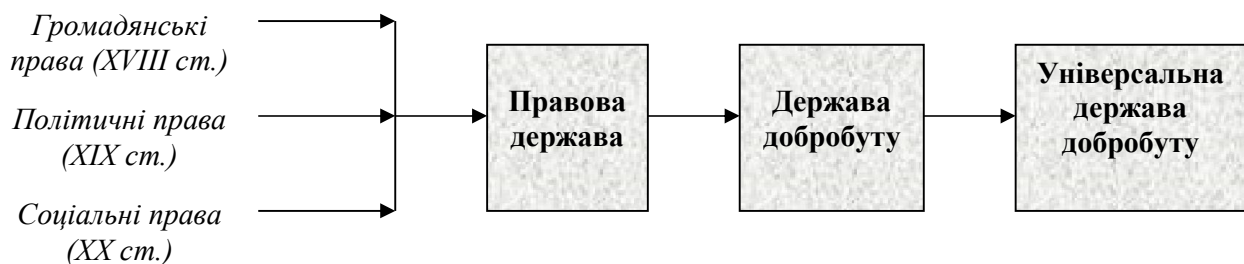 Громадянські
права (XVIII ст.)
Політичні права
(XIX ст.)
Соціальні права
(XX ст.)
Правова
держава
Держава
добробуту
Універсальна
держава
добробуту